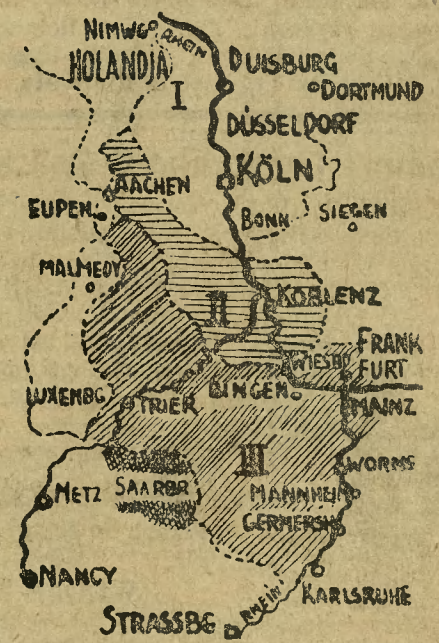 NIMWG
RHEIN
HOLANDJA
I
DUISBURG
DORTMUND
DÜSSELDORF
KÖLN
AACHEN
EUPEN
BONN
SIEGEN
MALMEDY
II
KOBLENZ
WIESBD
FRANK
FURT
LUXEMBG
TRIER
BINGEN
MAINZ
III
WORMS
METZ
SAARBR
MANNHEIM
GERMERSH
NANCY
KARLSRUHE
RHEIN
STRASSBG